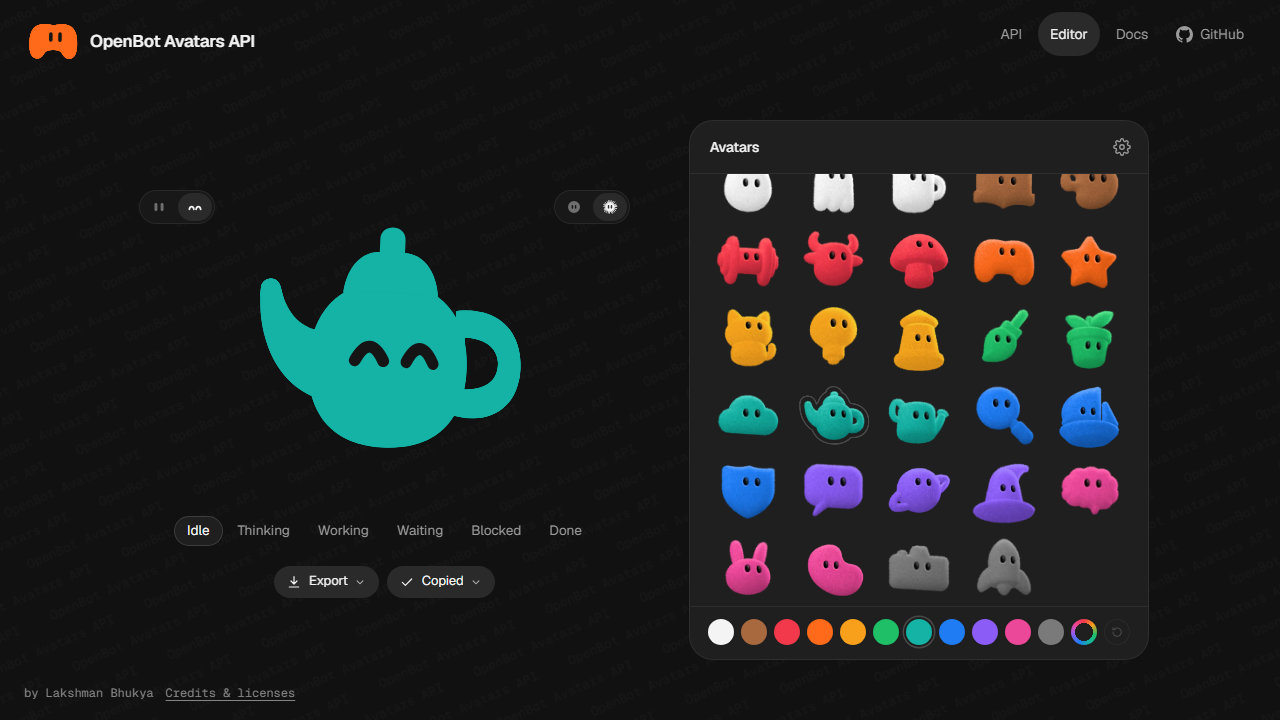 OpenBot Avatars API
API
Editor
Docs
GitHub
Avatars
Idle
Thinking
Working
Waiting
Blocked
Done
Export
Copied
by Lakshman Bhukya
Credits & licenses